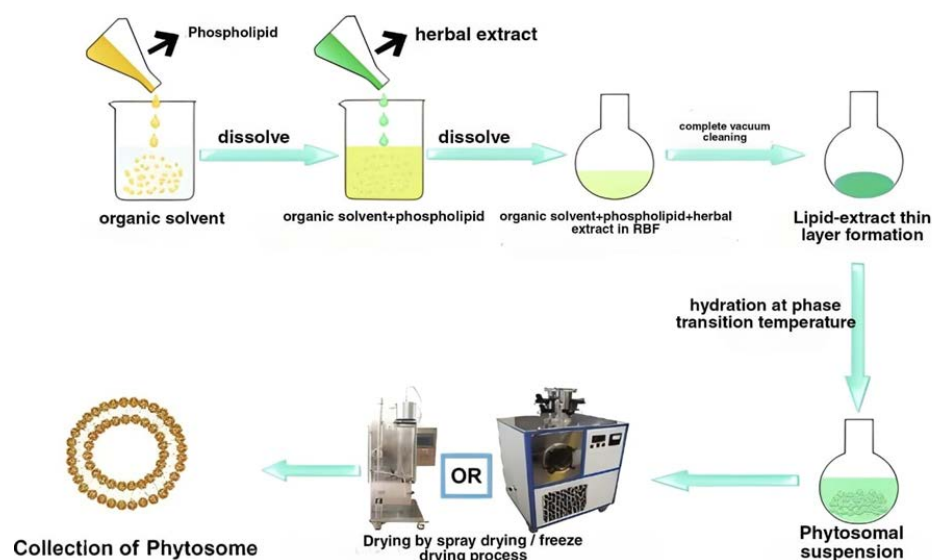 Phospholipid
herbal extract
dissolve
dissolve
complete vacuum
cleaning
organic solvent
organic solvent+phospholipid
organic solvent+phospholipid+herbal
extract in RBF
Lipid-extract thin
layer formation
hydration at phase
transition temperature
OR
Collection of Phytosome
Drying by spray drying / freeze
drying process
Phytosomal
suspension